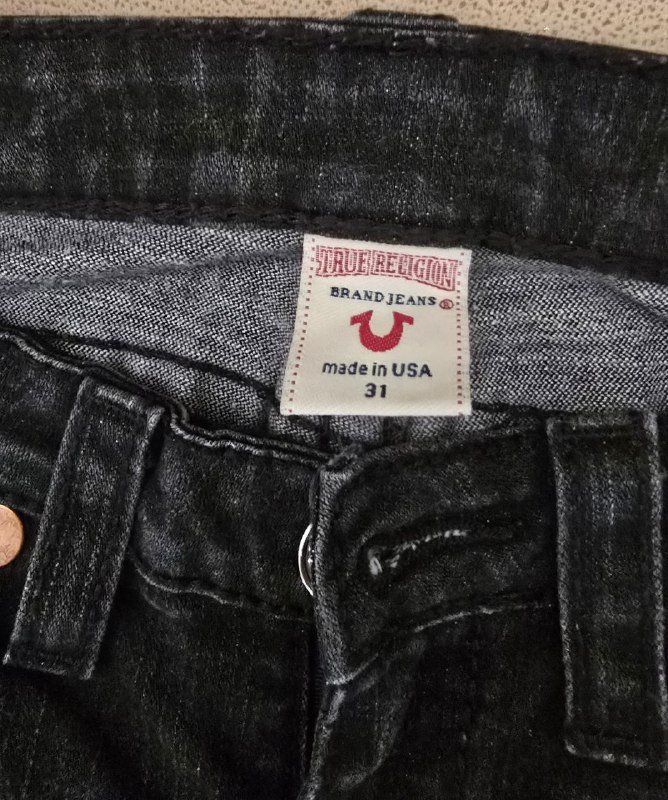 TRUE RELIGION
BRAND JEANS®
made in USA
31